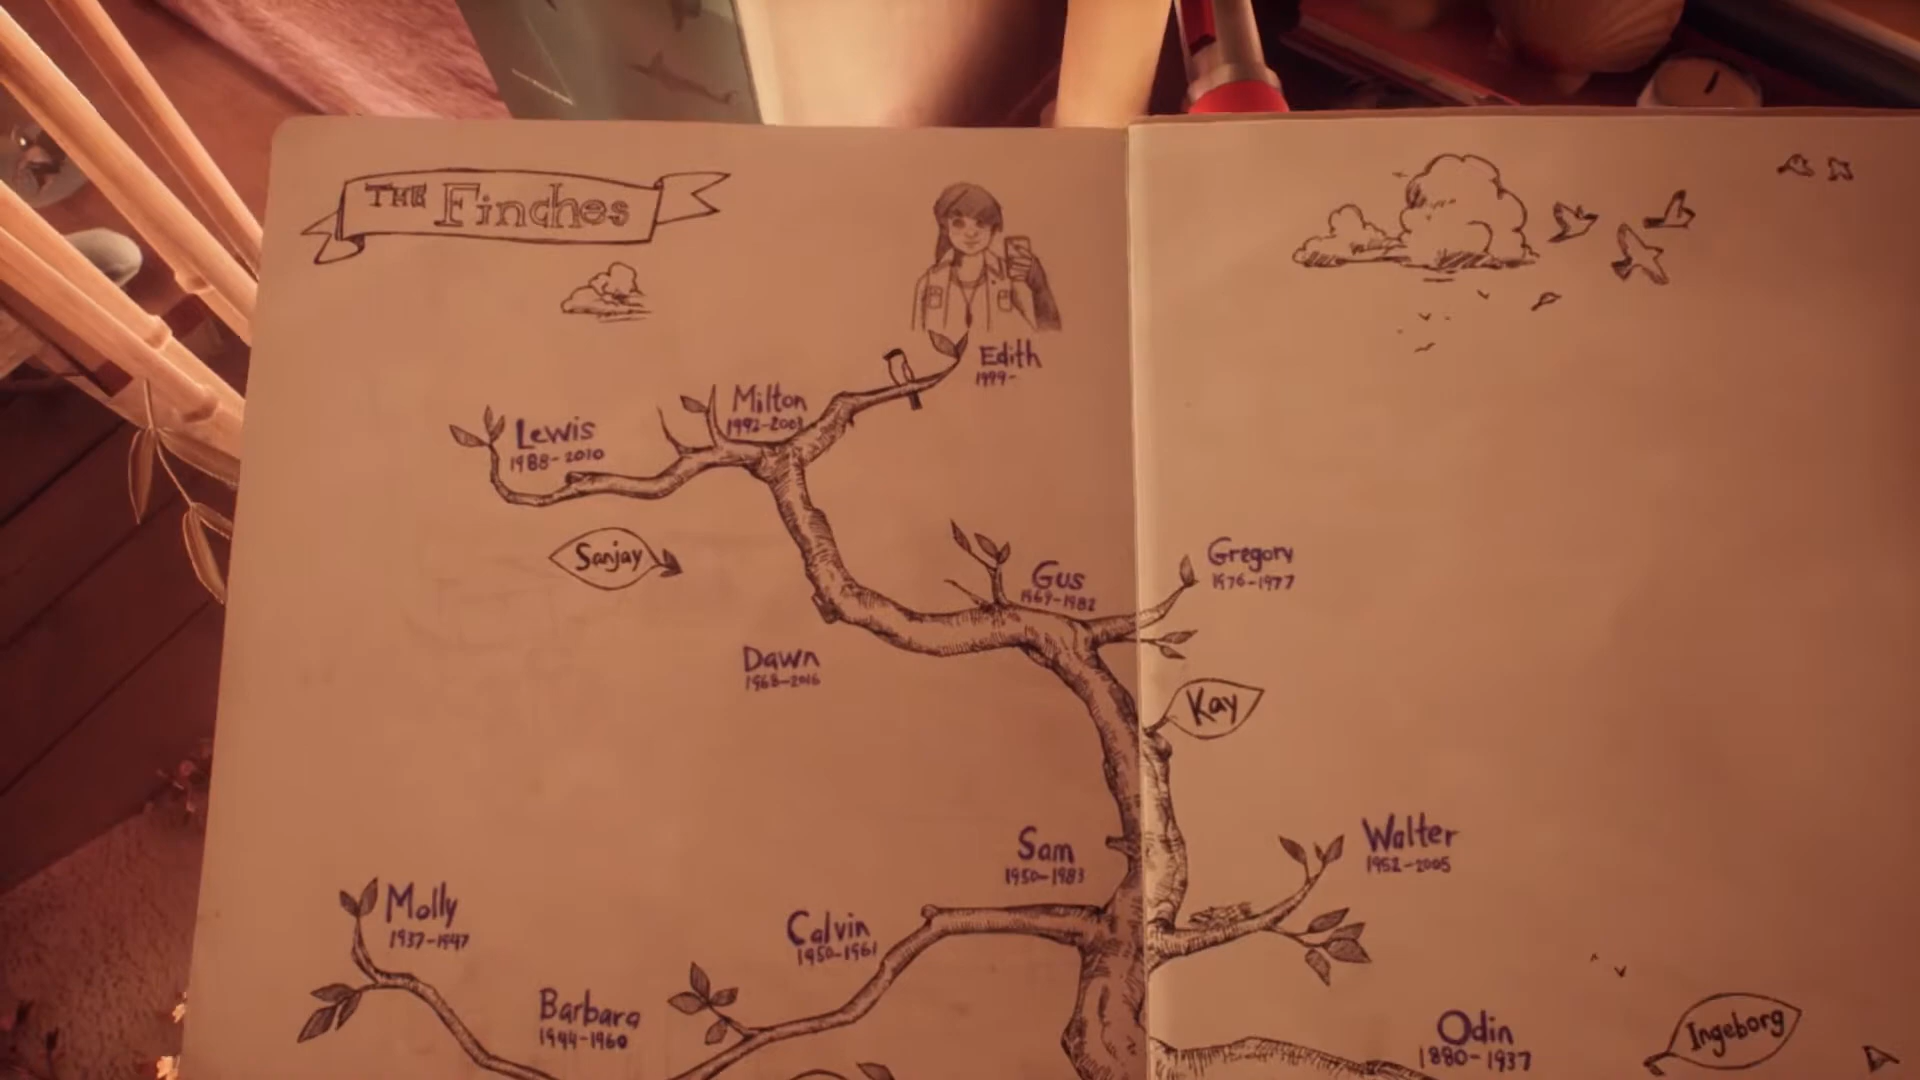 THE Finches
Edith
1999-
Milton
1992-2003
Lewis
1988-2010
Sanjay
Gus
1969-1982
Gregory
1976-1977
Dawn
1968-2016
Kay
Sam
1950-1983
Walter
1952-2005
Molly
1937-1947
Calvin
1950-1961
Barbara
1944-1960
Odin
1880-1937
Ingeborg